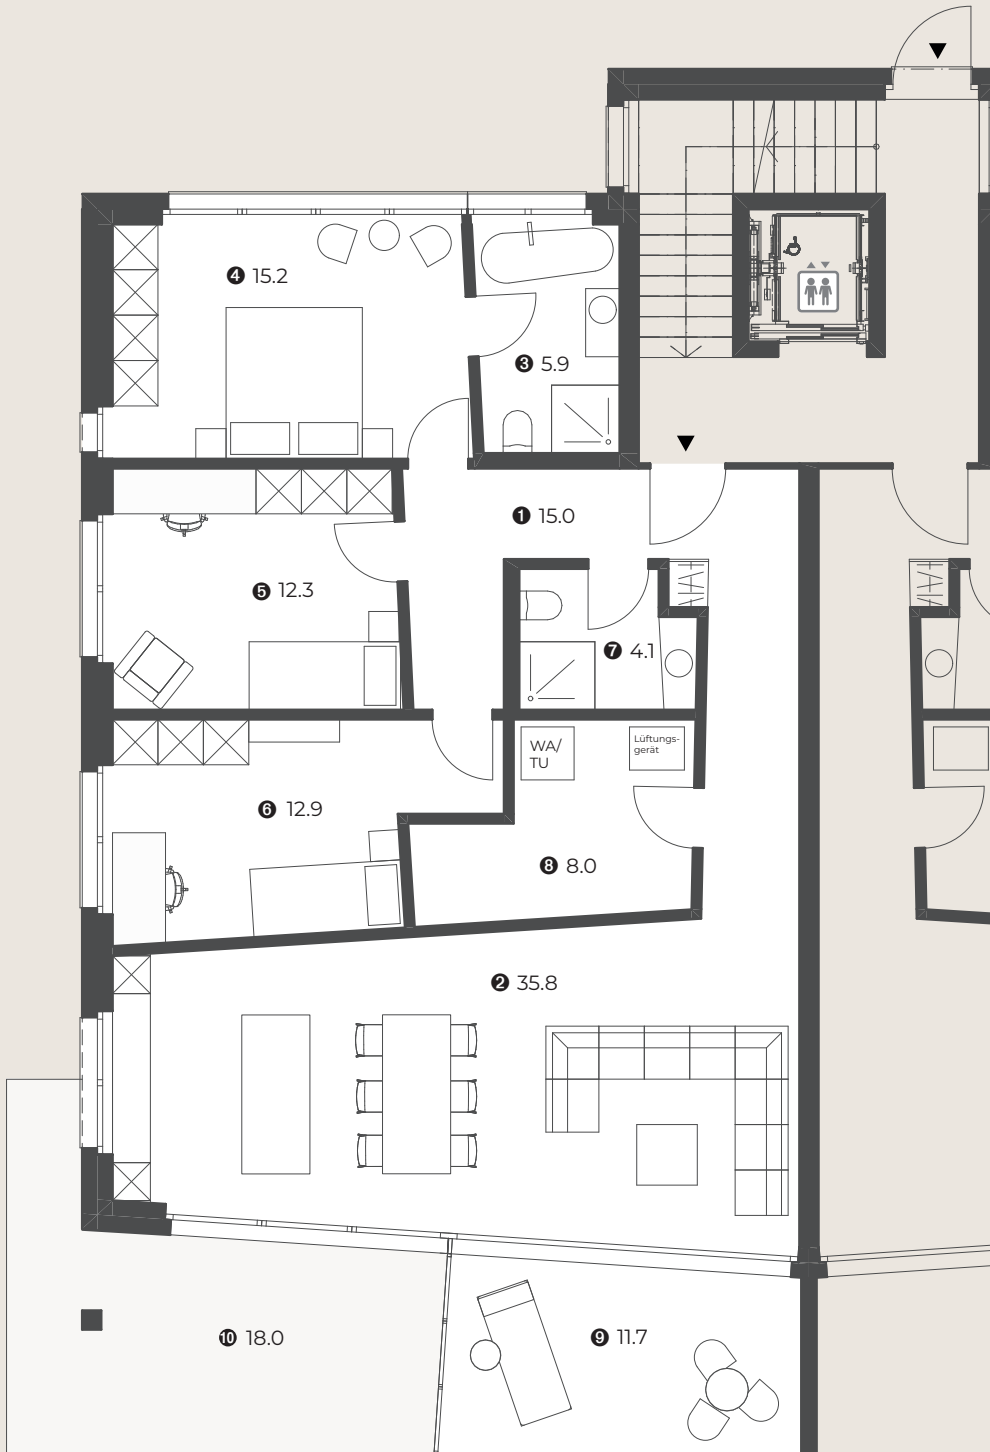 ❹ 15.2
❸ 5.9
❶ 15.0
❺ 12.3
❼ 4.1
WA/
TU
Lüftungs-
gerät
❻ 12.9
❽ 8.0
❷ 35.8
❿ 18.0
❾ 11.7